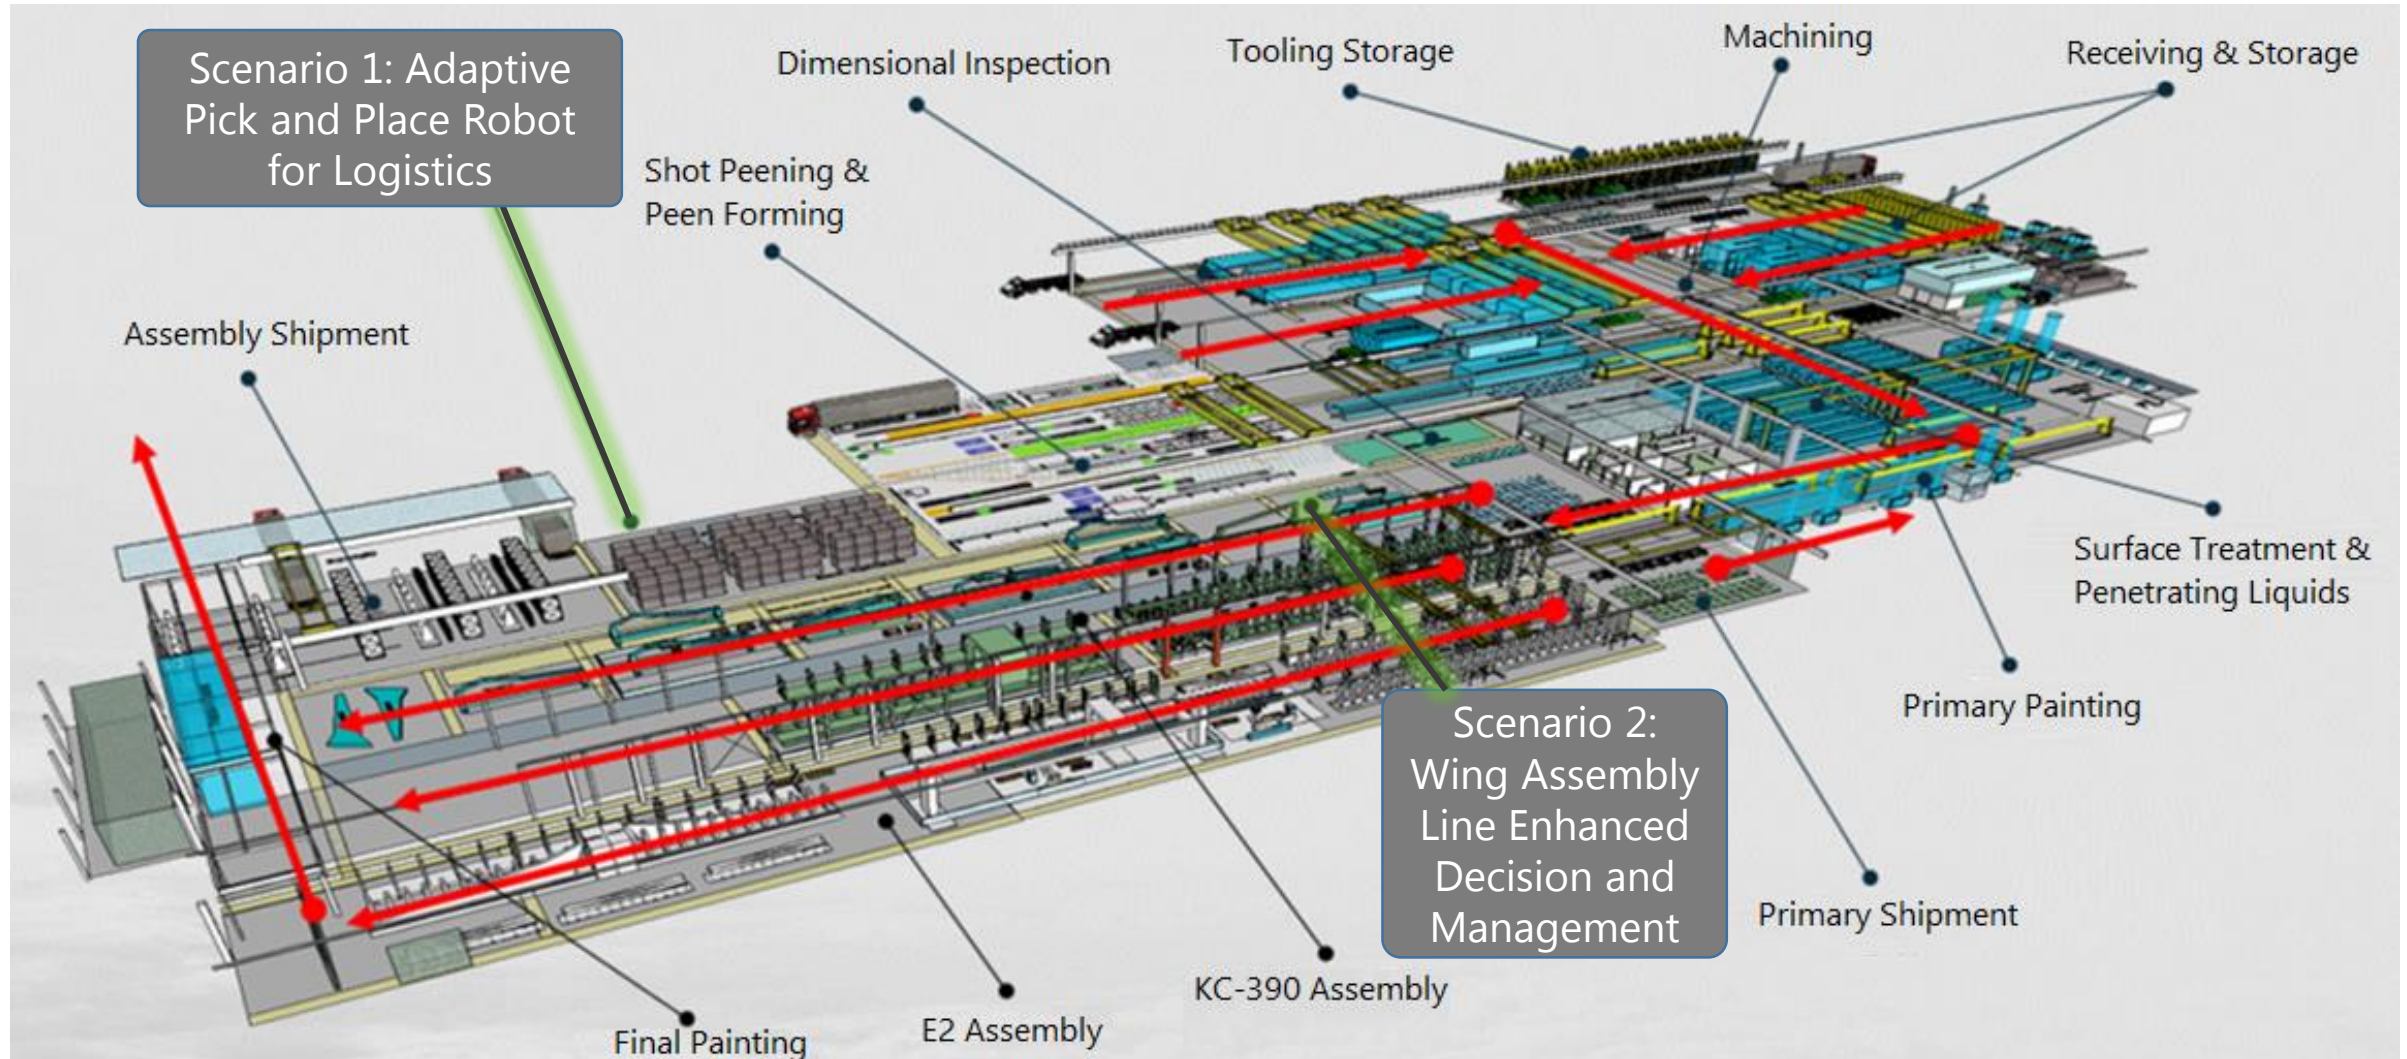 Scenario 1: Adaptive
Pick and Place Robot
for Logistics
Dimensional Inspection
Tooling Storage
Machining
Receiving & Storage
Shot Peening &
Peen Forming
Assembly Shipment
Surface Treatment &
Penetrating Liquids
Primary Painting
Scenario 2:
Wing Assembly
Line Enhanced
Decision and
Management
Primary Shipment
KC-390 Assembly
E2 Assembly
Final Painting